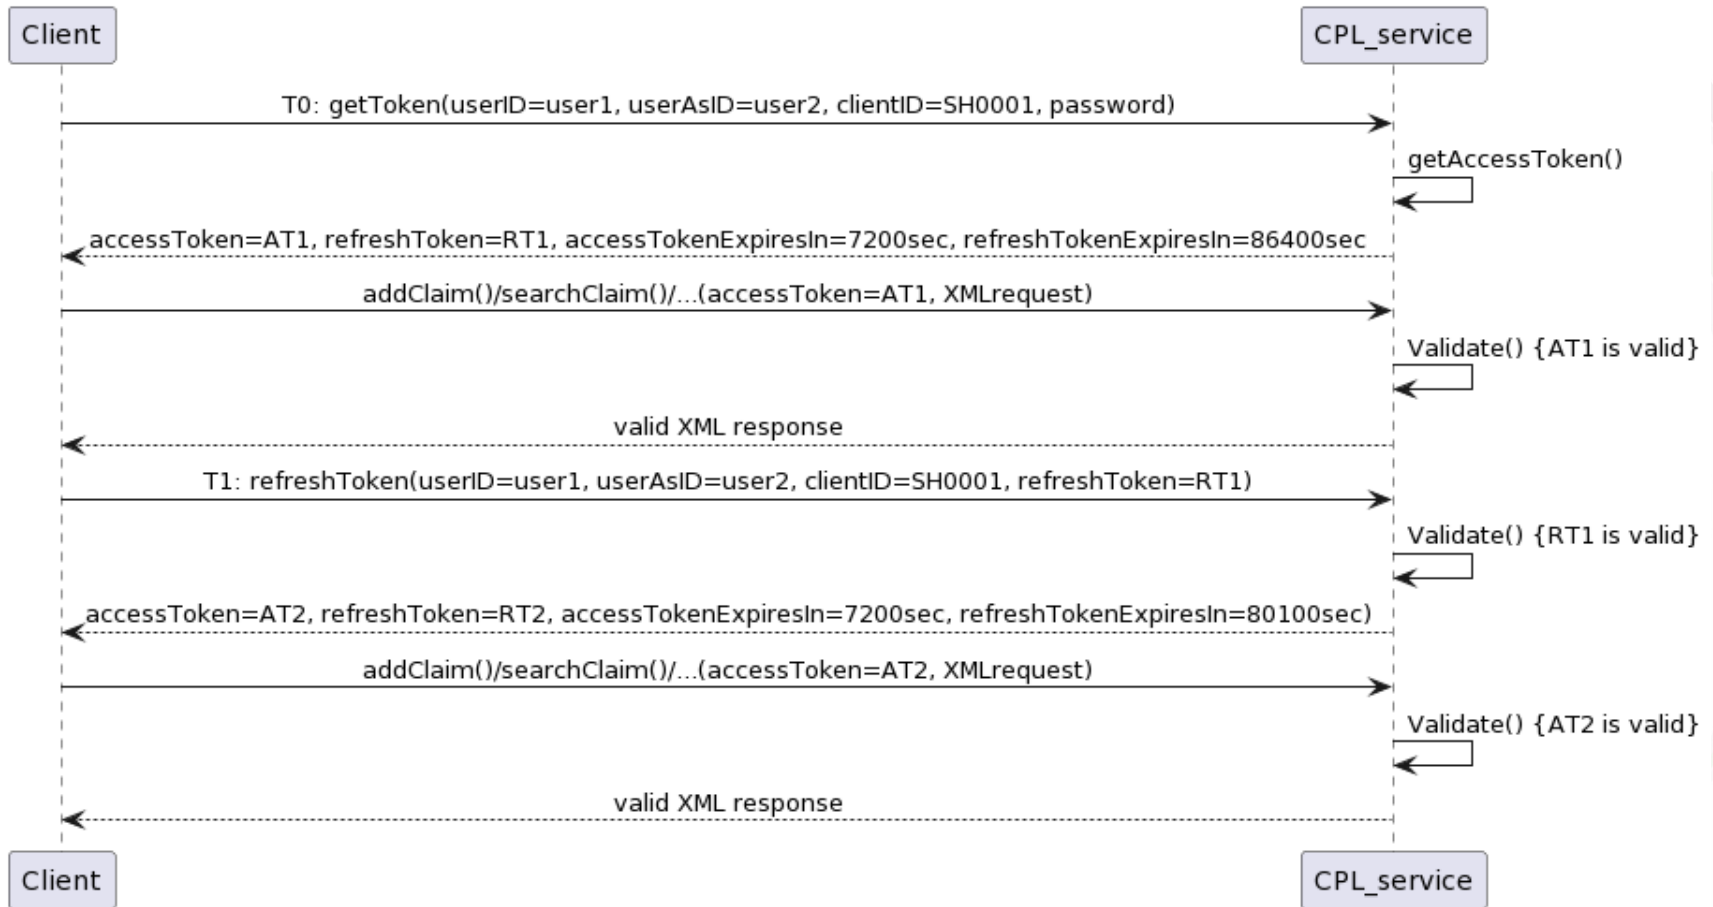 Client CPL_service
T0: getToken(userID=user1, userAsID=user2, clientID=SH0001, password)
getAccessToken()
accessToken=AT1, refreshToken=RT1, accessTokenExpiresIn=7200sec, refreshTokenExpiresIn=86400sec
addClaim()/searchClaim()/...(accessToken=AT1, XMLrequest)
Validate() {AT1 is valid}
valid XML response
T1: refreshToken(userID=user1, userAsID=user2, clientID=SH0001, refreshToken=RT1)
Validate() {RT1 is valid}
accessToken=AT2, refreshToken=RT2, accessTokenExpiresIn=7200sec, refreshTokenExpiresIn=80100sec)
addClaim()/searchClaim()/...(accessToken=AT2, XMLrequest)
Validate() {AT2 is valid}
valid XML response
Client CPL_service